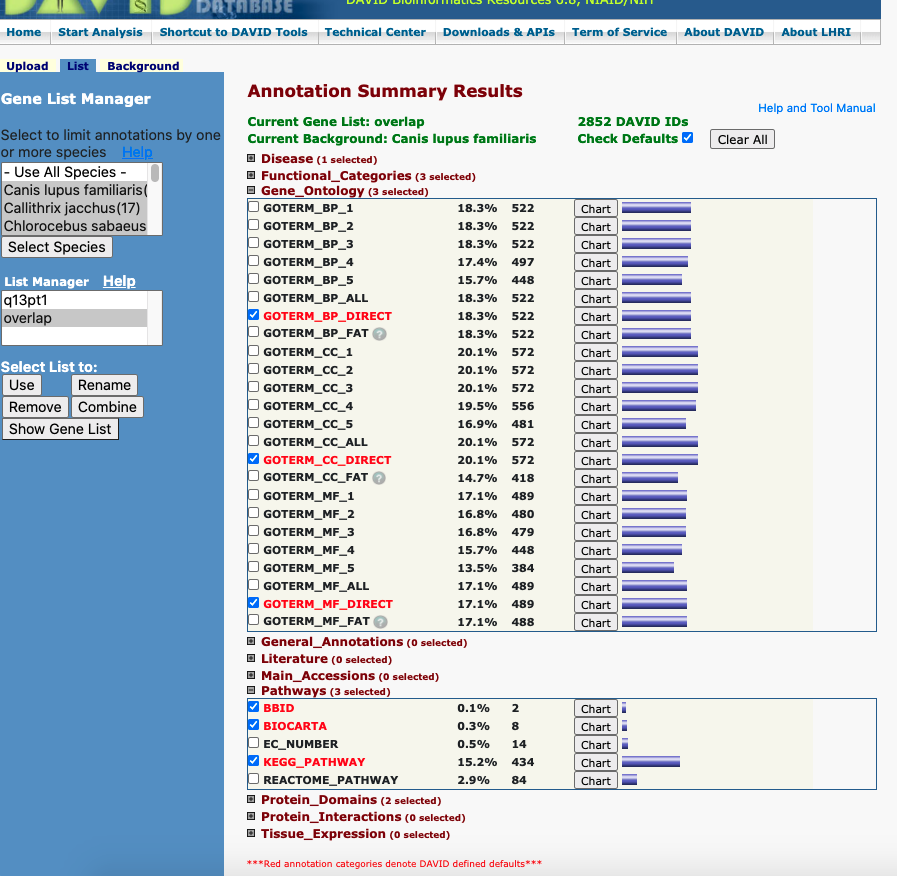 DAVID DATABASE
DAVID Bioinformatics Resources 6.8, NIAID/NIH
Home Start Analysis Shortcut to DAVID Tools Technical Center Downloads & APIs Term of Service About DAVID About LHRI
Upload List Background
Gene List Manager
Select to limit annotations by one
or more species Help
- Use All Species -
Canis lupus familiaris(
Callithrix jacchus(17)
Chlorocebus sabaeus
Select Species
List Manager Help
q13pt1
overlap
Select List to:
Use Rename
Remove Combine
Show Gene List
Annotation Summary Results
Help and Tool Manual
Current Gene List: overlap 2852 DAVID IDs
Current Background: Canis lupus familiaris Check Defaults Clear All
Disease (1 selected)
Functional_Categories (3 selected)
Gene_Ontology (3 selected)
GOTERM_BP_1 18.3% 522 Chart
GOTERM_BP_2 18.3% 522 Chart
GOTERM_BP_3 18.3% 522 Chart
GOTERM_BP_4 17.4% 497 Chart
GOTERM_BP_5 15.7% 448 Chart
GOTERM_BP_ALL 18.3% 522 Chart
GOTERM_BP_DIRECT 18.3% 522 Chart
GOTERM_BP_FAT ? 18.3% 522 Chart
GOTERM_CC_1 20.1% 572 Chart
GOTERM_CC_2 20.1% 572 Chart
GOTERM_CC_3 20.1% 572 Chart
GOTERM_CC_4 19.5% 556 Chart
GOTERM_CC_5 16.9% 481 Chart
GOTERM_CC_ALL 20.1% 572 Chart
GOTERM_CC_DIRECT 20.1% 572 Chart
GOTERM_CC_FAT ? 14.7% 418 Chart
GOTERM_MF_1 17.1% 489 Chart
GOTERM_MF_2 16.8% 480 Chart
GOTERM_MF_3 16.8% 479 Chart
GOTERM_MF_4 15.7% 448 Chart
GOTERM_MF_5 13.5% 384 Chart
GOTERM_MF_ALL 17.1% 489 Chart
GOTERM_MF_DIRECT 17.1% 489 Chart
GOTERM_MF_FAT ? 17.1% 488 Chart
General_Annotations (0 selected)
Literature (0 selected)
Main_Accessions (0 selected)
Pathways (3 selected)
BBID 0.1% 2 Chart
BIOCARTA 0.3% 8 Chart
EC_NUMBER 0.5% 14 Chart
KEGG_PATHWAY 15.2% 434 Chart
REACTOME_PATHWAY 2.9% 84 Chart
Protein_Domains (2 selected)
Protein_Interactions (0 selected)
Tissue_Expression (0 selected)
***Red annotation categories denote DAVID defined defaults***